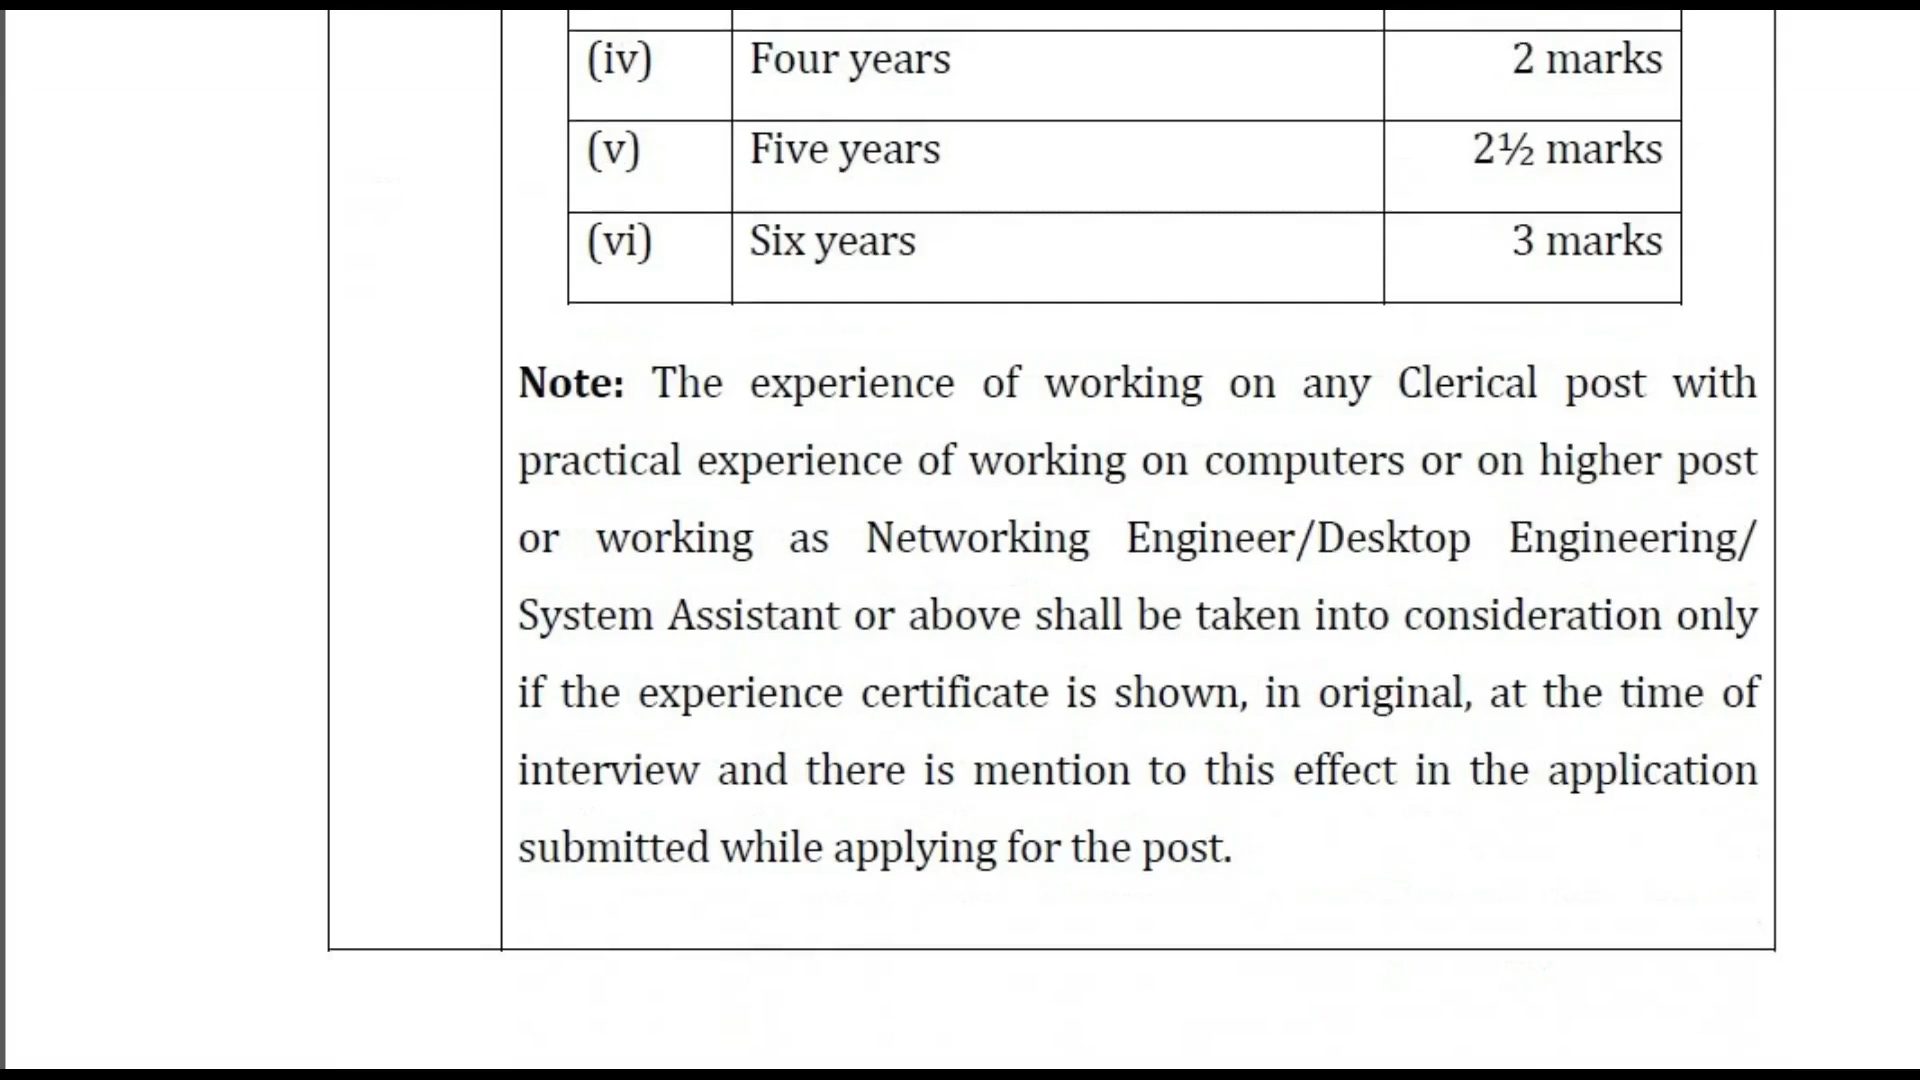 (iv) Four years 2 marks
(v) Five years 2½ marks
(vi) Six years 3 marks
Note: The experience of working on any Clerical post with
practical experience of working on computers or on higher post
or working as Networking Engineer/Desktop Engineering/
System Assistant or above shall be taken into consideration only
if the experience certificate is shown, in original, at the time of
interview and there is mention to this effect in the application
submitted while applying for the post.